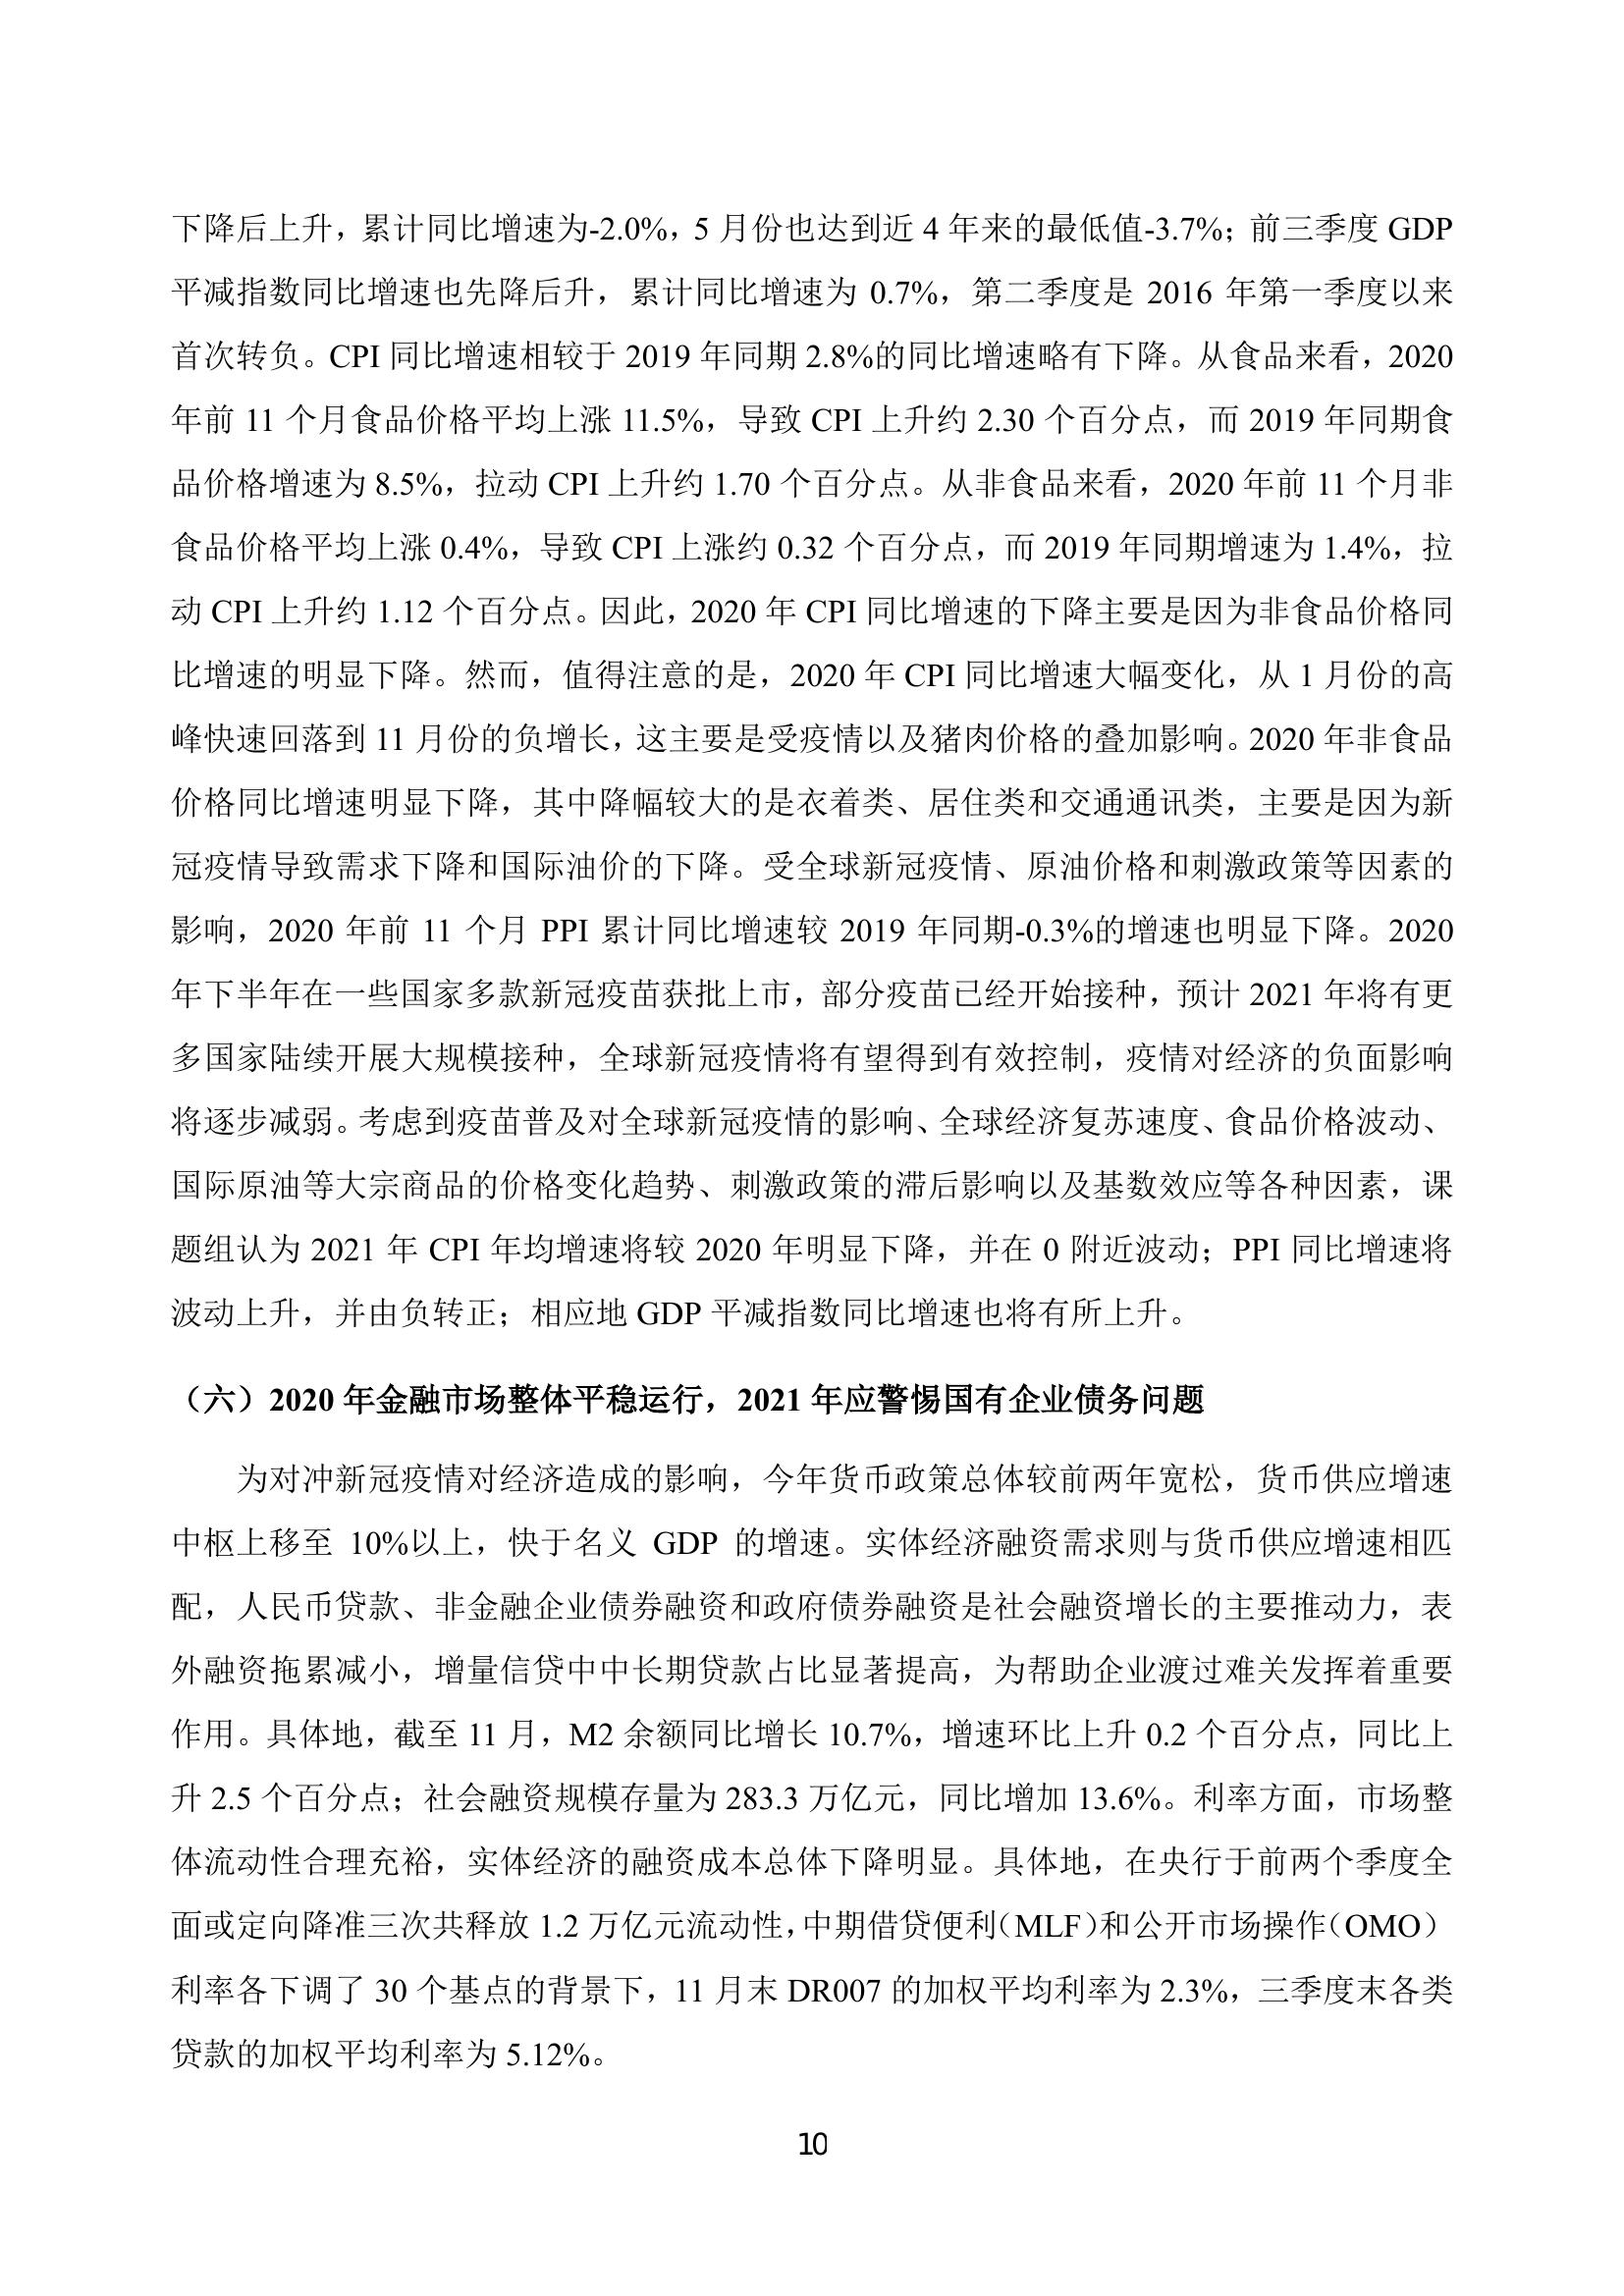 下降后上升，累计同比增速为-2.0%，5 月份也达到近 4 年来的最低值-3.7%；前三季度 GDP
平减指数同比增速也先降后升，累计同比增速为 0.7%，第二季度是 2016 年第一季度以来
首次转负。CPI 同比增速相较于 2019 年同期 2.8%的同比增速略有下降。从食品来看，2020
年前 11 个月食品价格平均上涨 11.5%，导致 CPI 上升约 2.30 个百分点，而 2019 年同期食
品价格增速为 8.5%，拉动 CPI 上升约 1.70 个百分点。从非食品来看，2020 年前 11 个月非
食品价格平均上涨 0.4%，导致 CPI 上涨约 0.32 个百分点，而 2019 年同期增速为 1.4%，拉
动 CPI 上升约 1.12 个百分点。因此，2020 年 CPI 同比增速的下降主要是因为非食品价格同
比增速的明显下降。然而，值得注意的是，2020 年 CPI 同比增速大幅变化，从 1 月份的高
峰快速回落到 11 月份的负增长，这主要是受疫情以及猪肉价格的叠加影响。2020 年非食品
价格同比增速明显下降，其中降幅较大的是衣着类、居住类和交通通讯类，主要是因为新
冠疫情导致需求下降和国际油价的下降。受全球新冠疫情、原油价格和刺激政策等因素的
影响，2020 年前 11 个月 PPI 累计同比增速较 2019 年同期-0.3%的增速也明显下降。2020
年下半年在一些国家多款新冠疫苗获批上市，部分疫苗已经开始接种，预计 2021 年将有更
多国家陆续开展大规模接种，全球新冠疫情将有望得到有效控制，疫情对经济的负面影响
将逐步减弱。考虑到疫苗普及对全球新冠疫情的影响、全球经济复苏速度、食品价格波动、
国际原油等大宗商品的价格变化趋势、刺激政策的滞后影响以及基数效应等各种因素，课
题组认为 2021 年 CPI 年均增速将较 2020 年明显下降，并在 0 附近波动；PPI 同比增速将
波动上升，并由负转正；相应地 GDP 平减指数同比增速也将有所上升。
（六）2020 年金融市场整体平稳运行，2021 年应警惕国有企业债务问题
为对冲新冠疫情对经济造成的影响，今年货币政策总体较前两年宽松，货币供应增速
中枢上移至 10%以上，快于名义 GDP 的增速。实体经济融资需求则与货币供应增速相匹
配，人民币贷款、非金融企业债券融资和政府债券融资是社会融资增长的主要推动力，表
外融资拖累减小，增量信贷中中长期贷款占比显著提高，为帮助企业渡过难关发挥着重要
作用。具体地，截至 11 月，M2 余额同比增长 10.7%，增速环比上升 0.2 个百分点，同比上
升 2.5 个百分点；社会融资规模存量为 283.3 万亿元，同比增加 13.6%。利率方面，市场整
体流动性合理充裕，实体经济的融资成本总体下降明显。具体地，在央行于前两个季度全
面或定向降准三次共释放 1.2 万亿元流动性，中期借贷便利（MLF）和公开市场操作（OMO）
利率各下调了 30 个基点的背景下，11 月末 DR007 的加权平均利率为 2.3%，三季度末各类
贷款的加权平均利率为 5.12%。
10